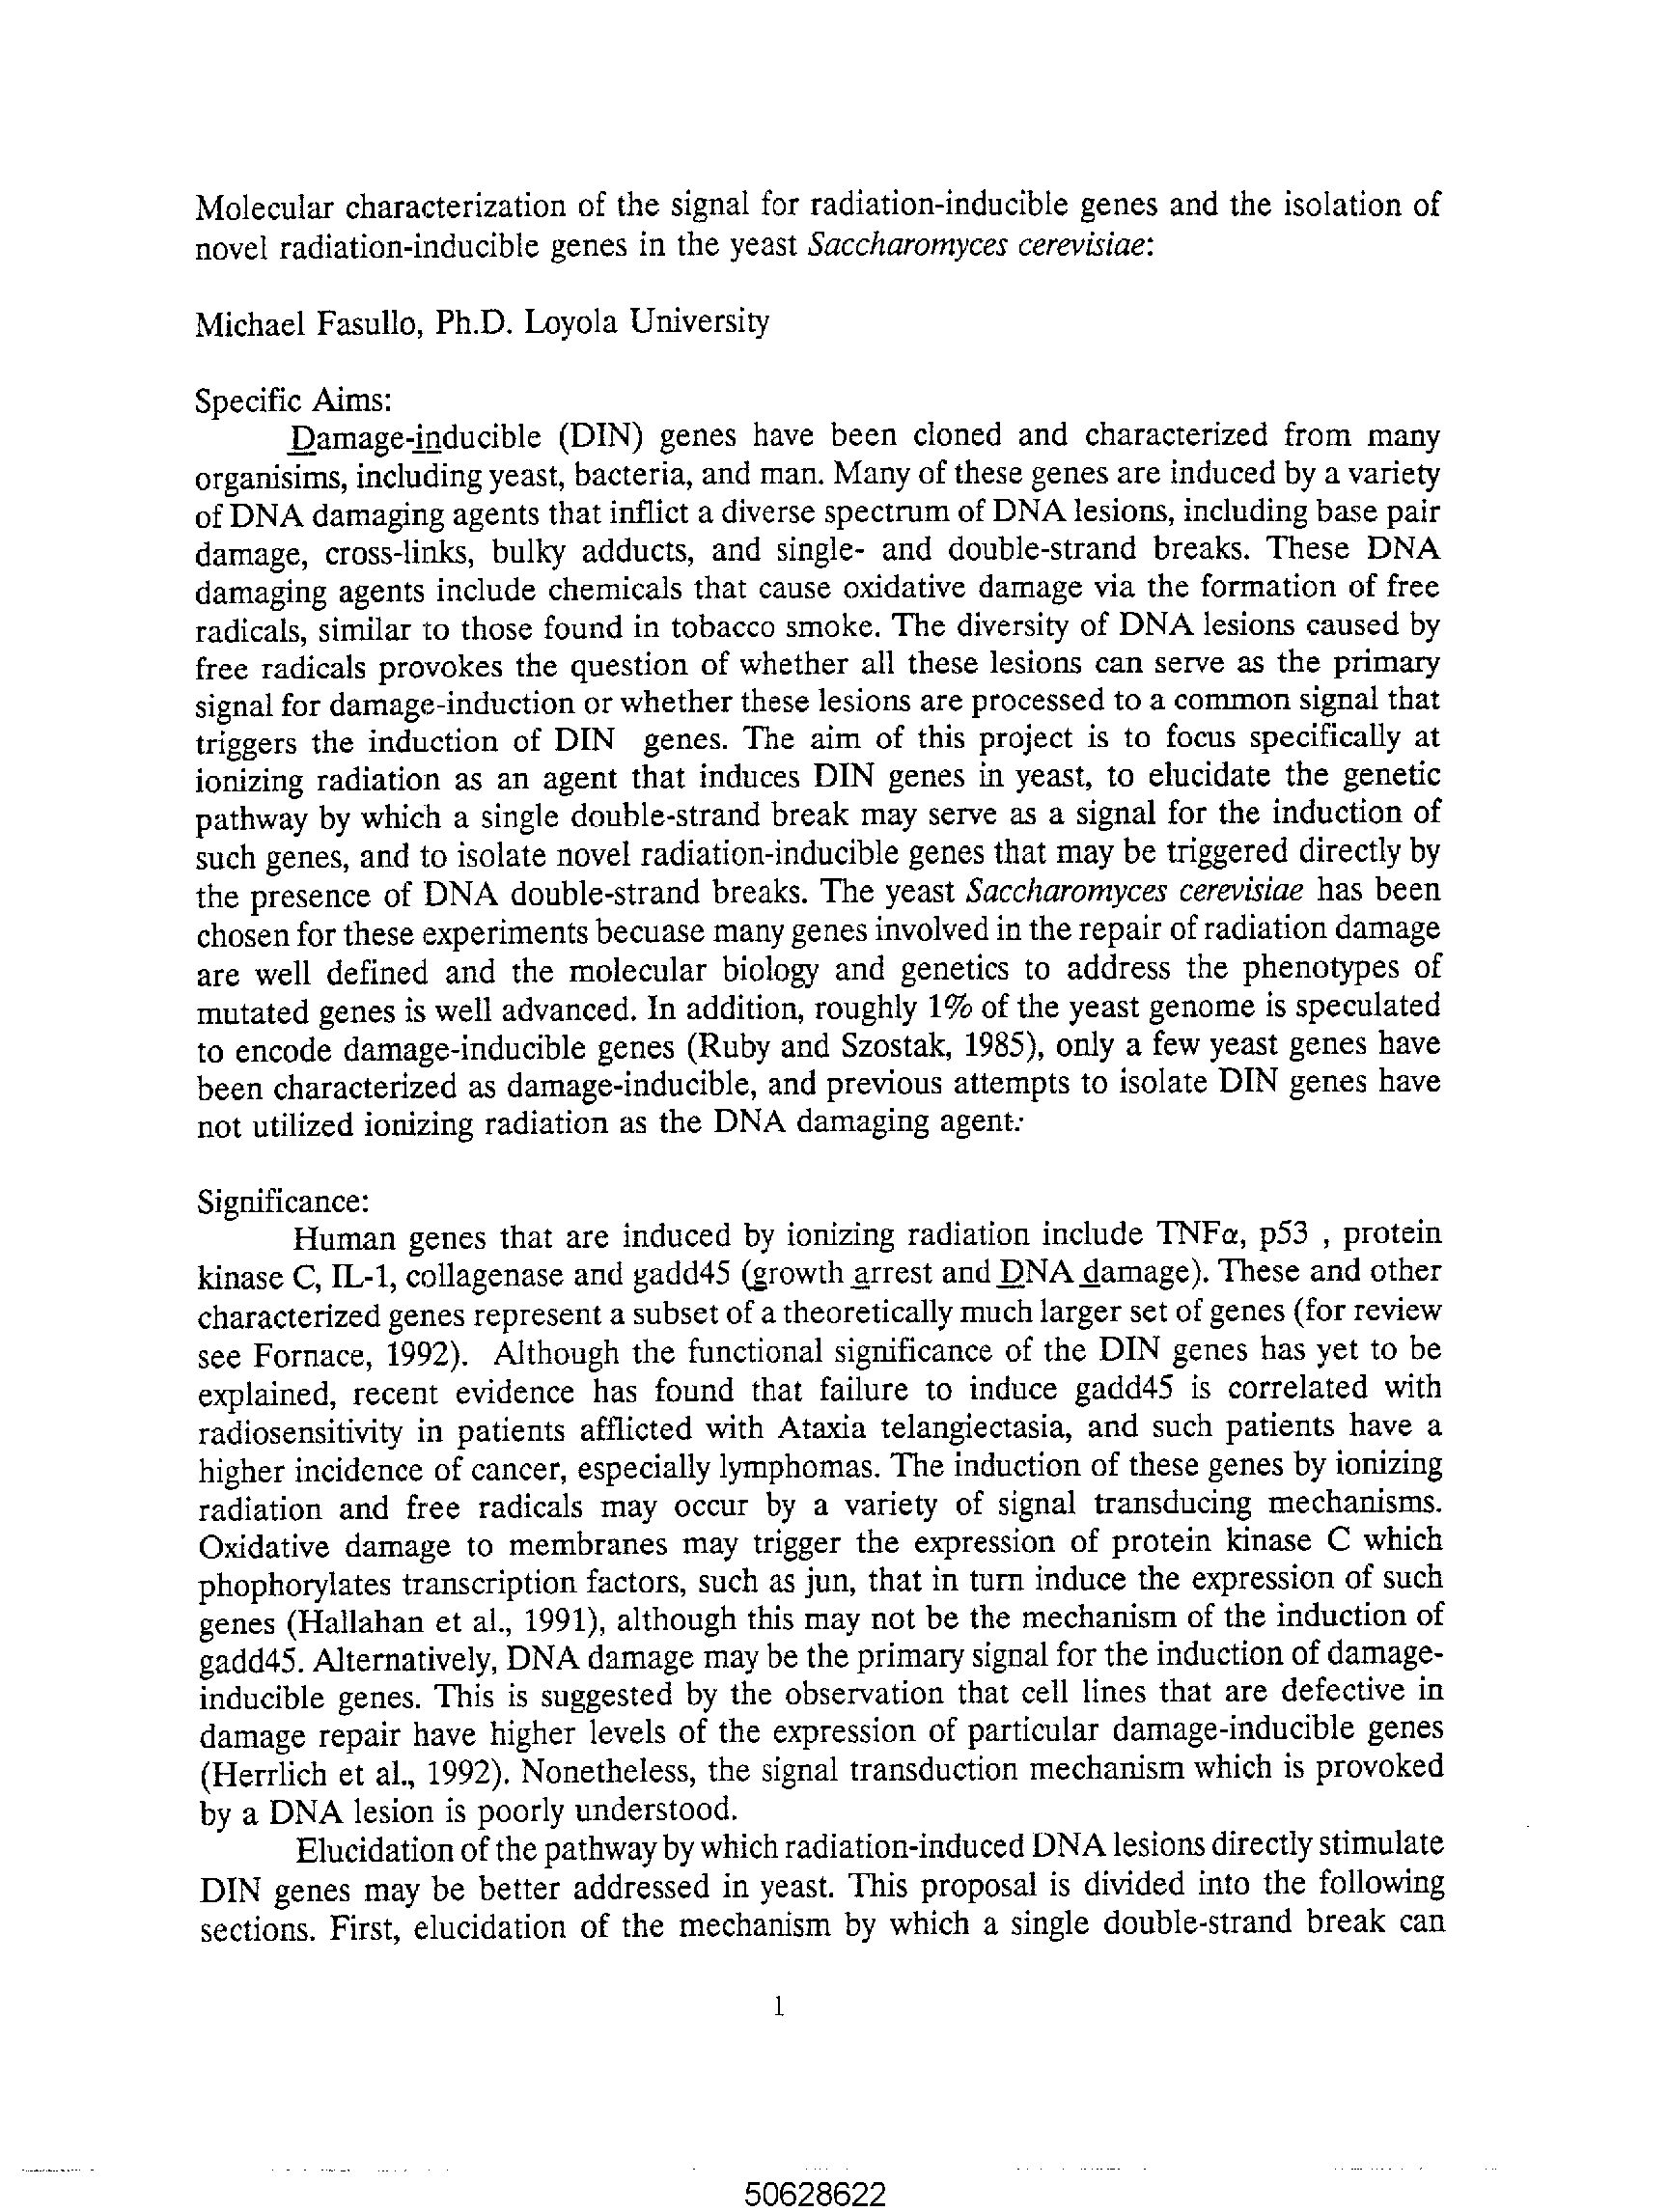 Molecular characterization of the signal for radiation-inducible genes and the isolation of
novel radiation-inducible genes in the yeast Saccharomyces cerevisiae:
Michael Fasullo, Ph.D. Loyola University
Specific Aims:
Damage-inducible (DIN) genes have been cloned and characterized from many
organisims, including yeast, bacteria, and man. Many of these genes are induced by a variety
of DNA damaging agents that inflict a diverse spectrum of DNA lesions, including base pair
damage, cross-links, bulky adducts, and single- and double-strand breaks. These DNA
damaging agents include chemicals that cause oxidative damage via the formation of free
radicals, similar to those found in tobacco smoke. The diversity of DNA lesions caused by
free radicals provokes the question of whether all these lesions can serve as the primary
signal for damage-induction or whether these lesions are processed to a common signal that
triggers the induction of DIN genes. The aim of this project is to focus specifically at
ionizing radiation as an agent that induces DIN genes in yeast, to elucidate the genetic
pathway by which a single double-strand break may serve as a signal for the induction of
such genes, and to isolate novel radiation-inducible genes that may be triggered directly by
the presence of DNA double-strand breaks. The yeast Saccharomyces cerevisiae has been
chosen for these experiments becuase many genes involved in the repair of radiation damage
are well defined and the molecular biology and genetics to address the phenotypes of
mutated genes is well advanced. In addition, roughly 1% of the yeast genome is speculated
to encode damage-inducible genes (Ruby and Szostak, 1985), only a few yeast genes have
been characterized as damage-inducible, and previous attempts to isolate DIN genes have
not utilized ionizing radiation as the DNA damaging agent.
Significance:
Human genes that are induced by ionizing radiation include TNFα, p53 , protein
kinase C, IL-1, collagenase and gadd45 (growth arrest and DNA damage). These and other
characterized genes represent a subset of a theoretically much larger set of genes (for review
see Fornace, 1992). Although the functional significance of the DIN genes has yet to be
explained, recent evidence has found that failure to induce gadd45 is correlated with
radiosensitivity in patients afflicted with Ataxia telangiectasia, and such patients have a
higher incidence of cancer, especially lymphomas. The induction of these genes by ionizing
radiation and free radicals may occur by a variety of signal transducing mechanisms.
Oxidative damage to membranes may trigger the expression of protein kinase C which
phophorylates transcription factors, such as jun, that in turn induce the expression of such
genes (Hallahan et al., 1991), although this may not be the mechanism of the induction of
gadd45. Alternatively, DNA damage may be the primary signal for the induction of damage-
inducible genes. This is suggested by the observation that cell lines that are defective in
damage repair have higher levels of the expression of particular damage-inducible genes
(Herrlich et al., 1992). Nonetheless, the signal transduction mechanism which is provoked
by a DNA lesion is poorly understood.
Elucidation of the pathway by which radiation-induced DNA lesions directly stimulate
DIN genes may be better addressed in yeast. This proposal is divided into the following
sections. First, elucidation of the mechanism by which a single double-strand break can
1
50628622